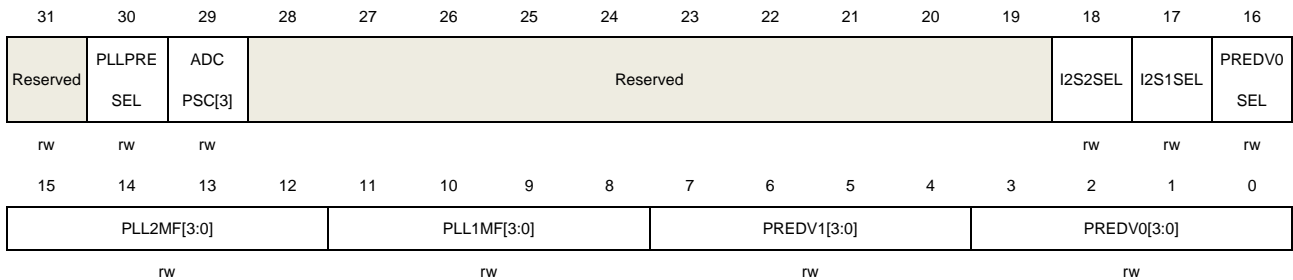 31 30 29 28 27 26 25 24 23 22 21 20 19 18 17 16
Reserved PLLPRE SEL ADC PSC[3] Reserved I2S2SEL I2S1SEL PREDV0 SEL
rw rw rw rw rw rw
15 14 13 12 11 10 9 8 7 6 5 4 3 2 1 0
PLL2MF[3:0] PLL1MF[3:0] PREDV1[3:0] PREDV0[3:0]
rw rw rw rw